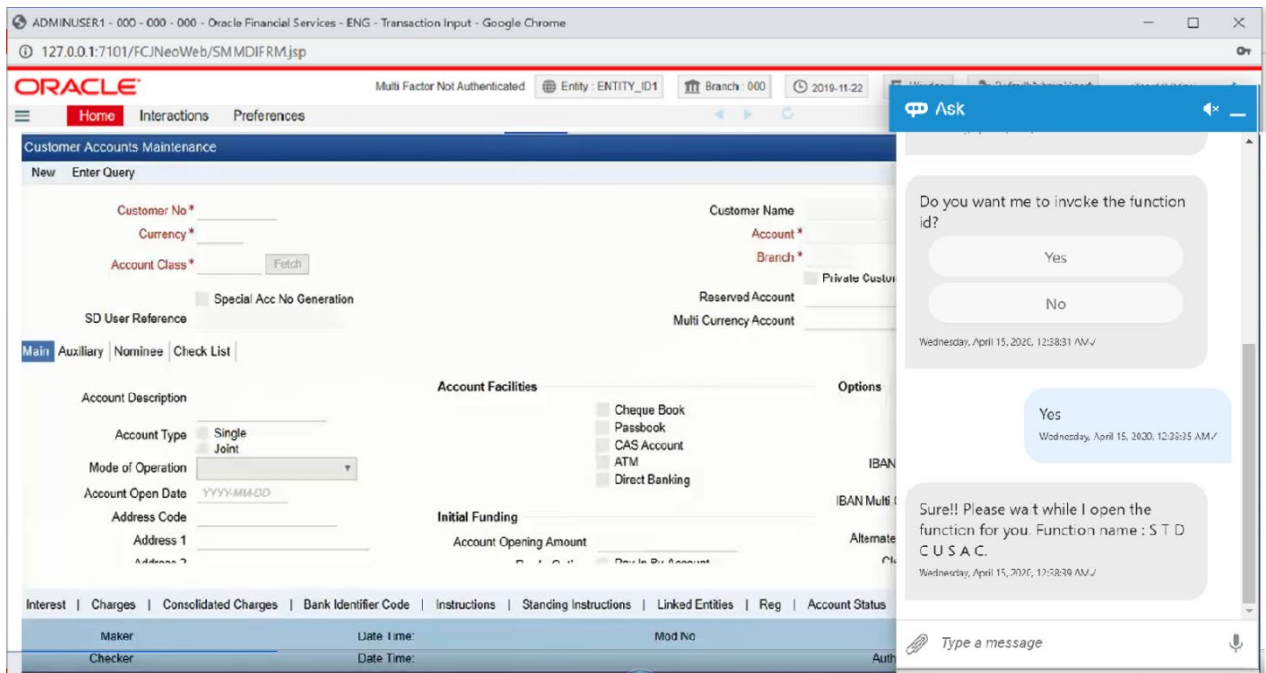 ADMINUSER1 - 000 - 000 - 000 - Oracle Financial Services - ENG - Transaction Input - Google Chrome
127.0.0.1:7101/FCJNeoWeb/SMMDIFRM.jsp
ORACLE Multi Factor Not Authenticated Entity : ENTITY_ID1 Branch : 000 2019-11-22
Home Interactions Preferences
Ask
Customer Accounts Maintenance
New Enter Query
Customer No *
Currency *
Account Class * Fetch
Special Acc No Generation
SD User Reference
Customer Name
Account *
Branch *
Private Custo
Reserved Account
Multi Currency Account
Main Auxiliary Nominee Check List
Account Description
Account Type Single
Joint
Mode of Operation
Account Open Date YYYY-MM-DD
Address Code
Address 1
Address 2
Account Facilities
Cheque Book
Passbook
CAS Account
ATM
Direct Banking
Initial Funding
Account Opening Amount
Pay In By Account
Options
IBAN
IBAN Multi
Alternate
Interest | Charges | Consolidated Charges | Bank Identifier Code | Instructions | Standing Instructions | Linked Entities | Reg | Account Status
Maker Date Time: Mod No
Checker Date Time: Auth
Do you want me to invoke the function
id?
Yes
No
Wednesday, April 15, 2020, 12:38:31 AM✓
Yes
Wednesday, April 15, 2020, 12:38:35 AM✓
Sure!! Please wa t while I open the
function for you. Function name : S T D
C U S A C.
Wednesday, April 15, 2020, 12:38:39 AM✓
Type a message